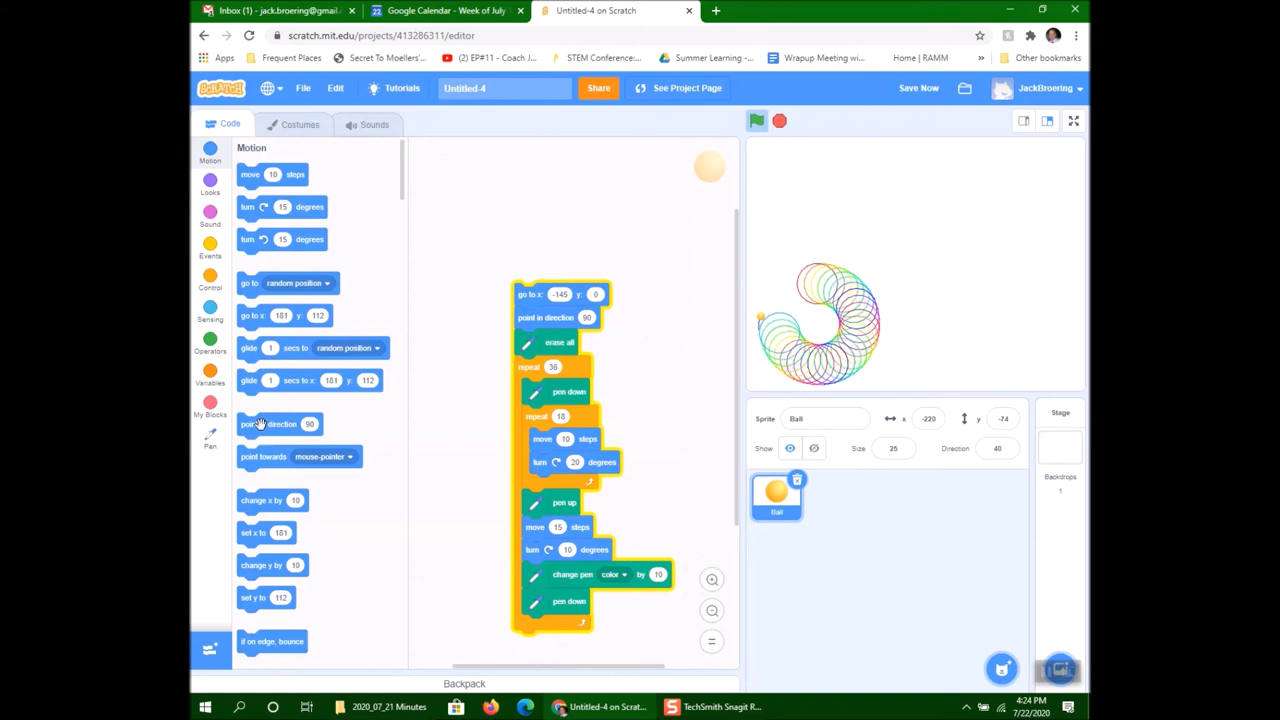 Inbox (1) - jack.broering@gmail.
22
Google Calendar - Week of July
Untitled-4 on Scratch
scratch.mit.edu/projects/413286311/editor
Apps
Frequent Places
Secret To Moeller's...
(2) EP#11 - Coach J...
STEM Conference:...
Summer Learning -...
Wrapup Meeting wi...
Home | RAMM
»
Other bookmarks
SCRATCH
File
Edit
Tutorials
Untitled-4
Share
See Project Page
Save Now
JackBroering
Code
Costumes
Sounds
Motion
Looks
Sound
Events
Control
Sensing
Operators
Variables
My Blocks
Pen
Motion
move 10 steps
turn 15 degrees
turn 15 degrees
go to random position
go to x: 181 y: 112
glide 1 secs to random position
glide 1 secs to x: 181 y: 112
direction 90
point towards mouse-pointer
change x by 10
set x to 181
change y by 10
set y to 112
if on edge, bounce
go to x: -145 y: 0
point in direction 90
erase all
repeat 36
pen down
repeat 18
move 10 steps
turn 20 degrees
pen up
move 15 steps
turn 10 degrees
change pen color by 10
pen down
Backpack
Sprite
Ball
x -220
y -74
Show
Size 25
Direction 40
Ball
Stage
Backdrops
1
2020_07_21 Minutes
Untitled-4 on Scrat...
TechSmith Snagit R...
4:24 PM
7/22/2020